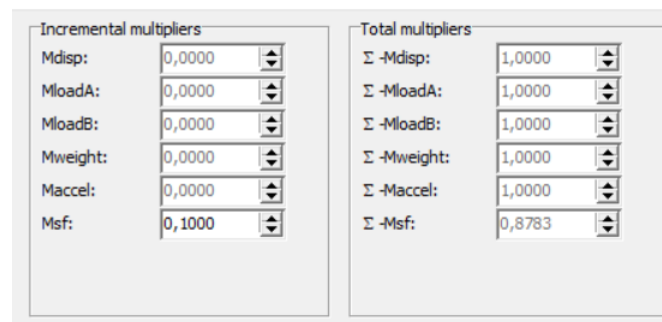 Incremental multipliers
Mdisp: 0,0000
MloadA: 0,0000
MloadB: 0,0000
Mweight: 0,0000
Maccel: 0,0000
Msf: 0,1000
Total multipliers
Σ -Mdisp: 1,0000
Σ -MloadA: 1,0000
Σ -MloadB: 1,0000
Σ -Mweight: 1,0000
Σ -Maccel: 1,0000
Σ -Msf: 0,8783